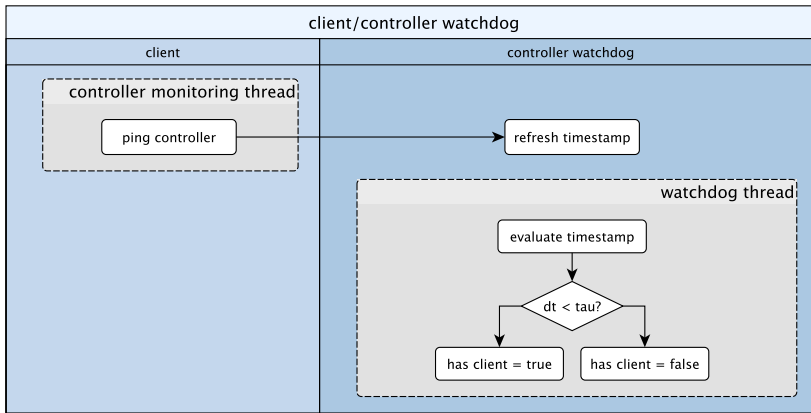 client/controller watchdog
client
controller watchdog
controller monitoring thread
ping controller
refresh timestamp
watchdog thread
evaluate timestamp
dt < tau?
has client = true
has client = false